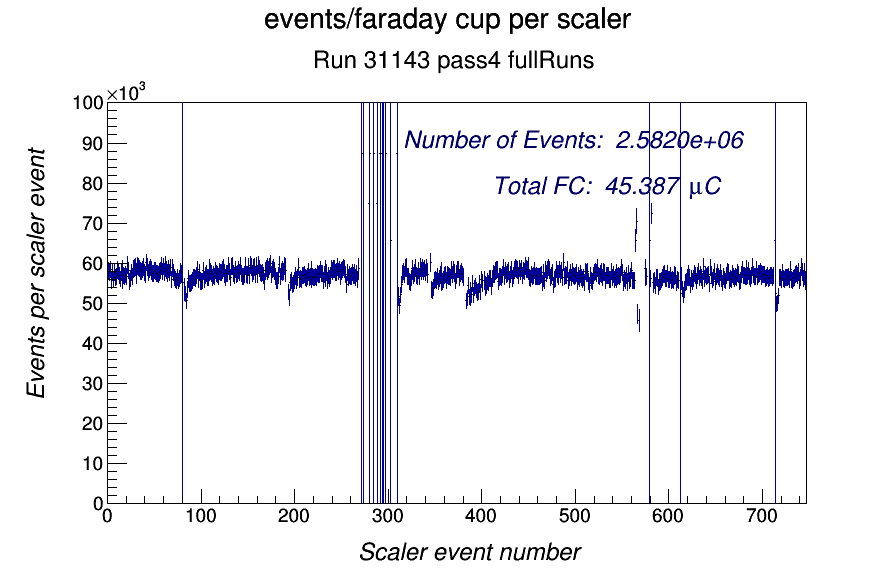 events/faraday cup per scaler
Run 31143 pass4 fullRuns
×10³
100
90
80
70
60
50
40
30
20
10
0
Events per scaler event
Number of Events: 2.5820e+06
Total FC: 45.387 μC
0 100 200 300 400 500 600 700
Scaler event number